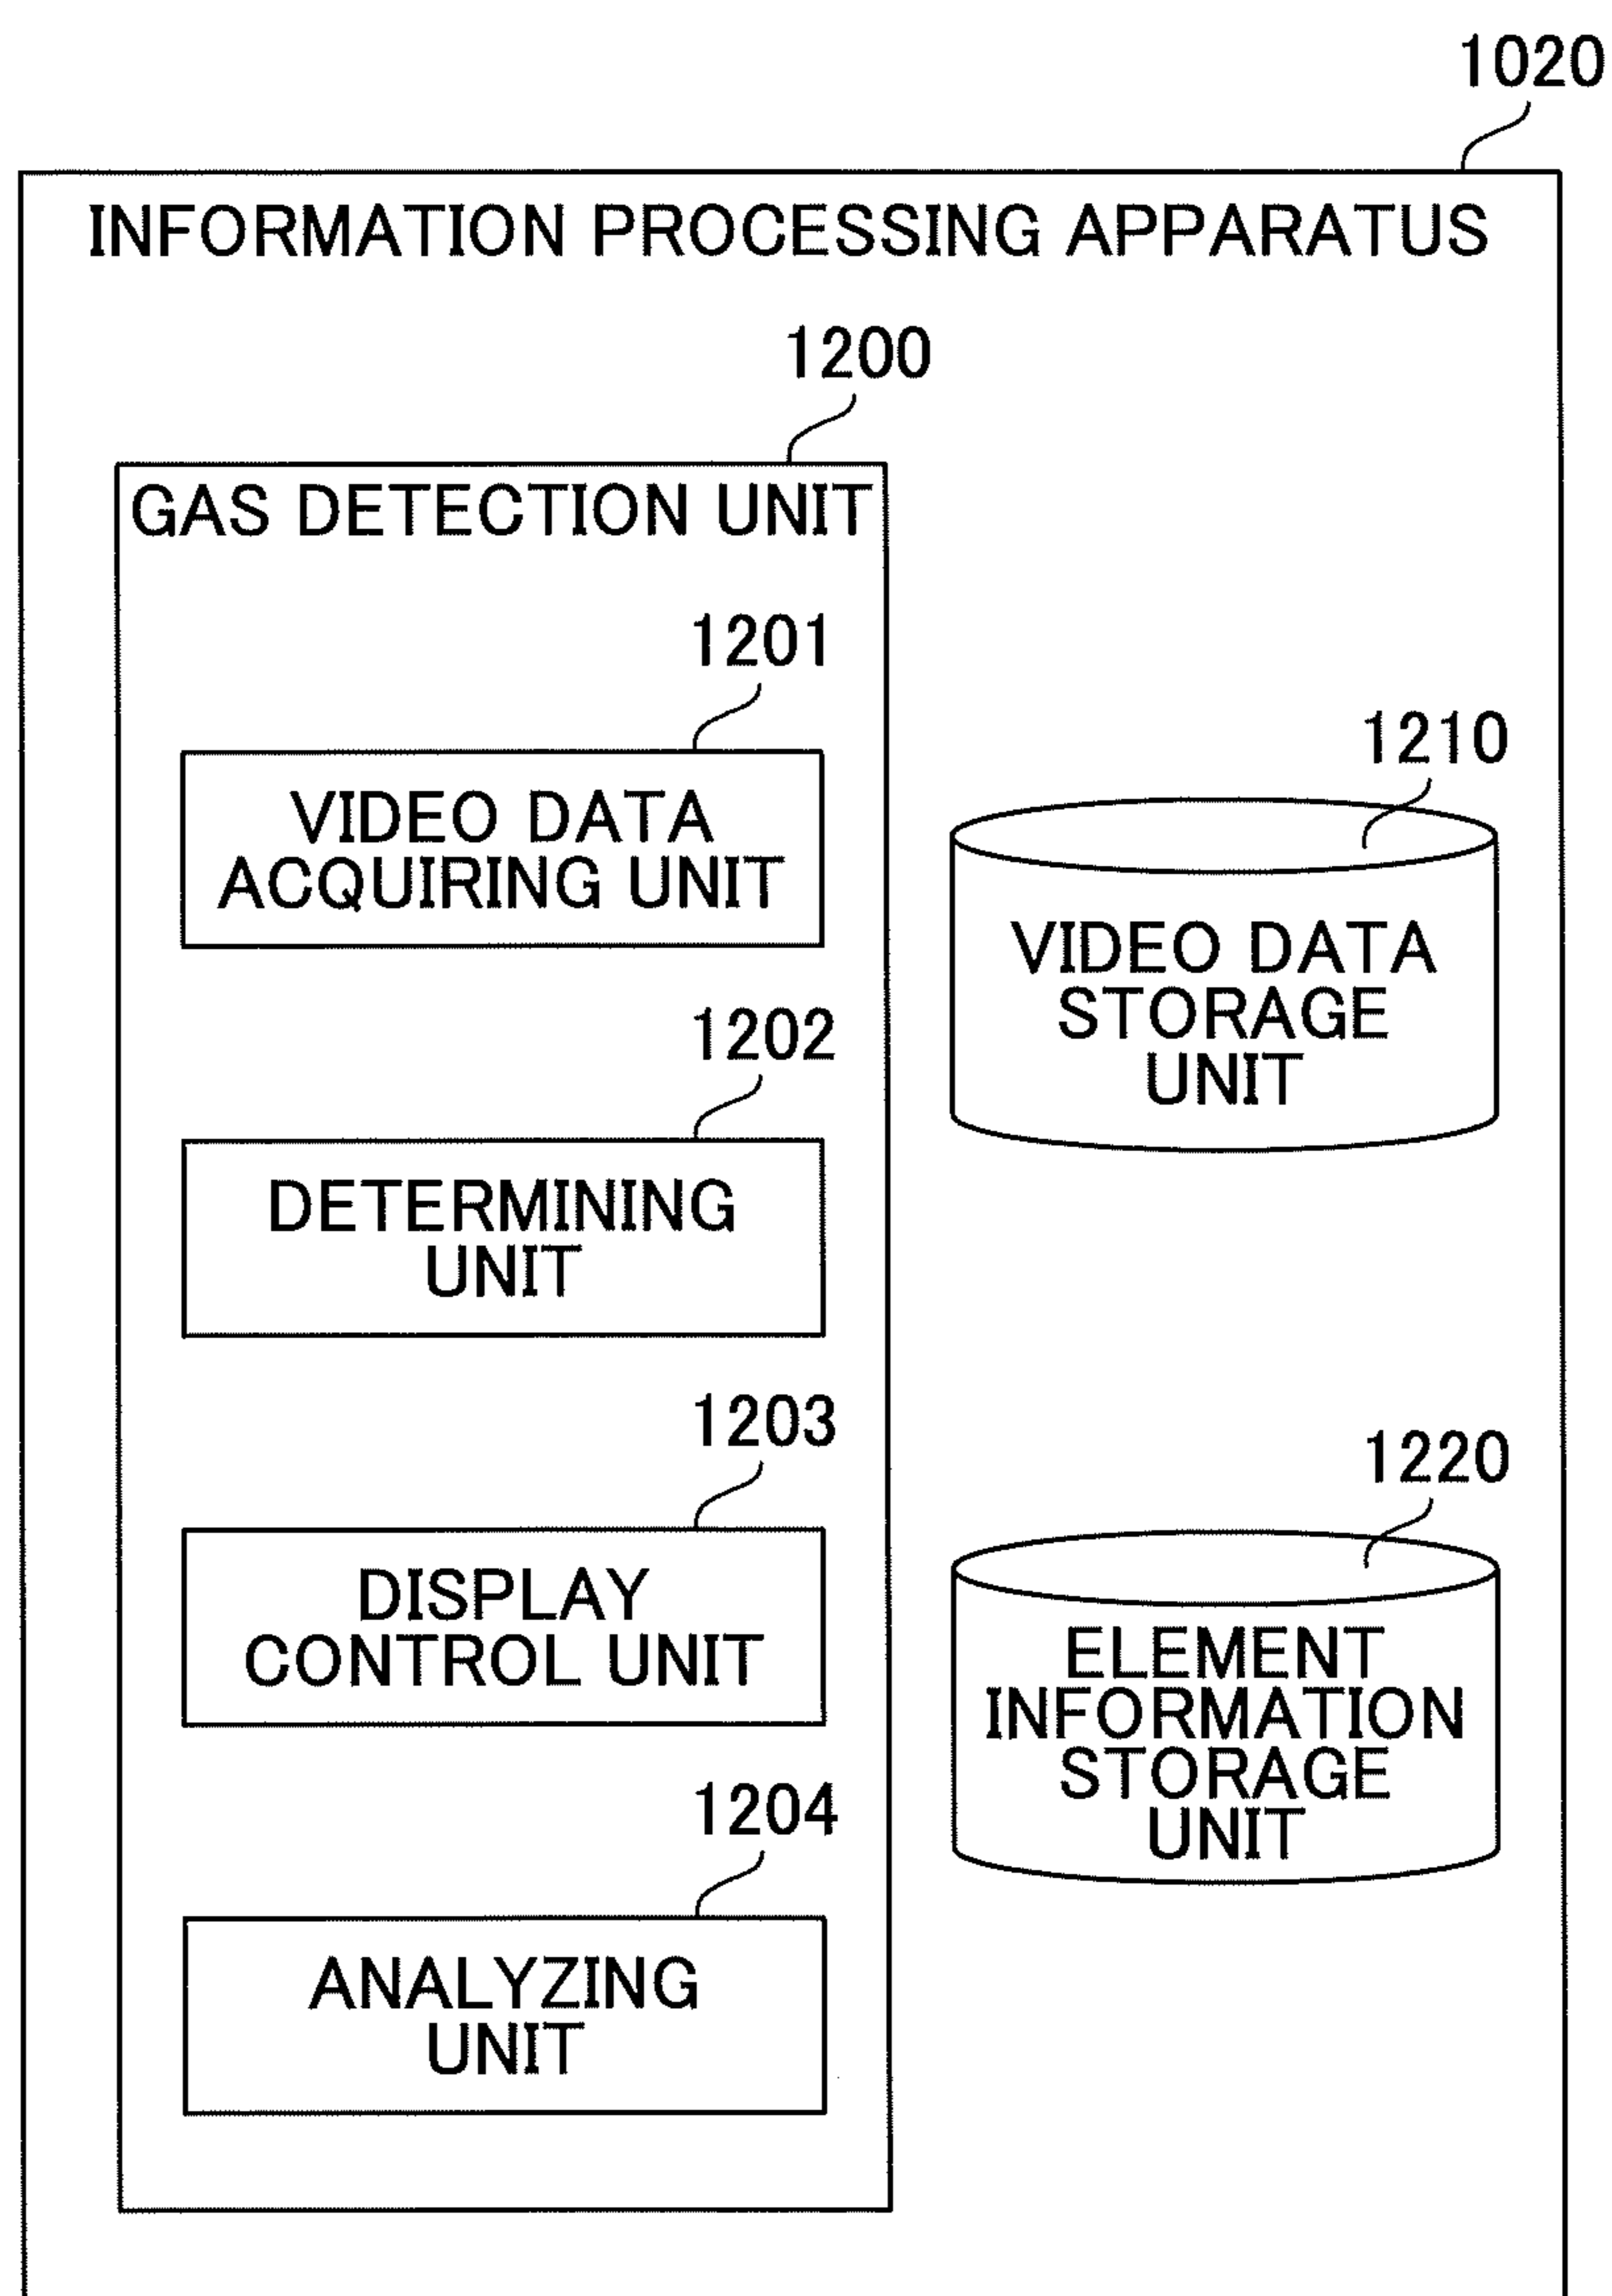 1020
INFORMATION PROCESSING APPARATUS
1200
GAS DETECTION UNIT
1201
VIDEO DATA
ACQUIRING UNIT
1202
DETERMINING
UNIT
1203
DISPLAY
CONTROL UNIT
1204
ANALYZING
UNIT
1210
VIDEO DATA
STORAGE
UNIT
1220
ELEMENT
INFORMATION
STORAGE
UNIT